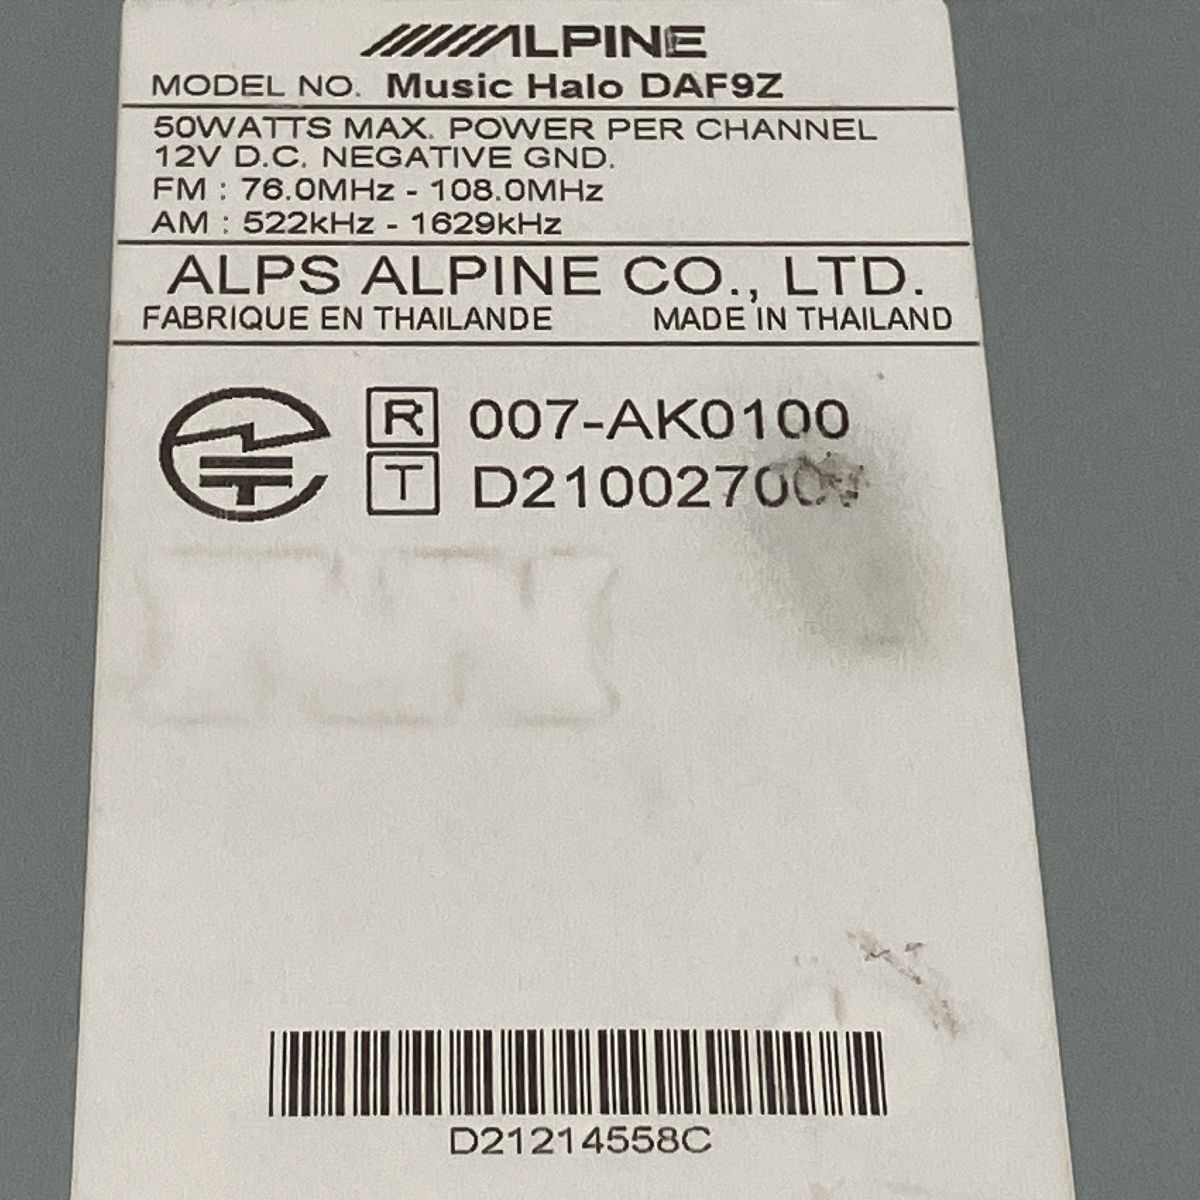 ALPINE
MODEL NO. Music Halo DAF9Z
50WATTS MAX. POWER PER CHANNEL
12V D.C. NEGATIVE GND.
FM : 76.0MHz - 108.0MHz
AM : 522kHz - 1629kHz
ALPS ALPINE CO., LTD.
FABRIQUE EN THAILANDE MADE IN THAILAND
R 007-AK0100
T
D21214558C